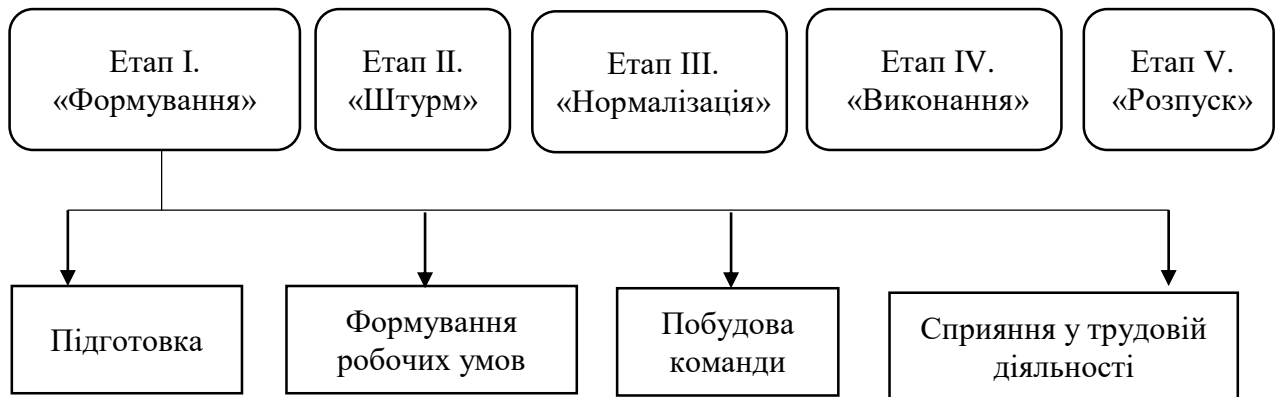 Етап І.
«Формування»
Етап ІІ.
«Штурм»
Етап ІІІ.
«Нормалізація»
Етап IV.
«Виконання»
Етап V.
«Розпуск»
Підготовка
Формування
робочих умов
Побудова
команди
Сприяння у трудовій
діяльності